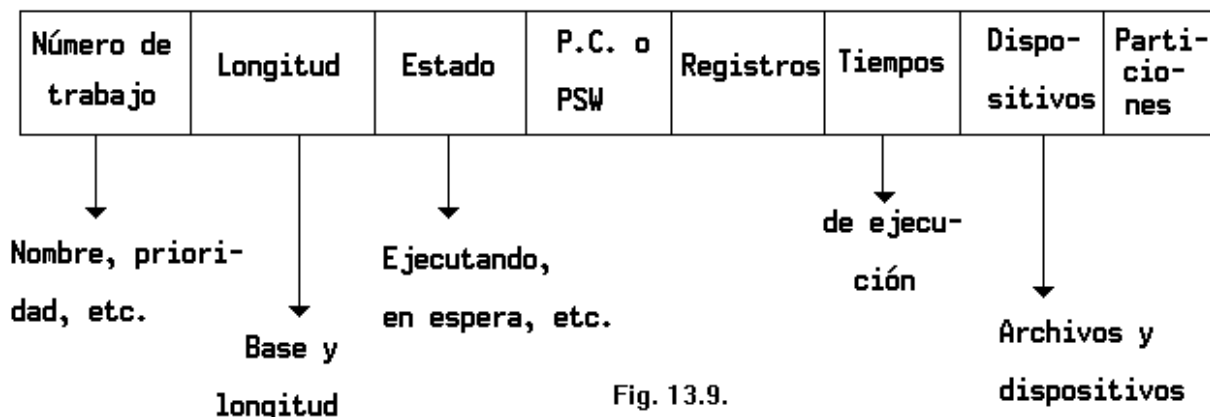 Número de
trabajo
Longitud
Estado
P.C. o
PSW
Registros
Tiempos
Dispo-
sitivos
Parti-
cio-
nes
Nombre, priori-
dad, etc.
Base y
longitud
Ejecutando,
en espera, etc.
de ejecu-
ción
Archivos y
dispositivos
Fig. 13.9.